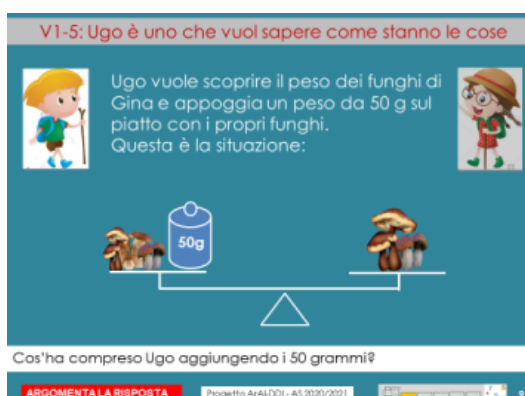 V1-5: Ugo è uno che vuol sapere come stanno le cose
Ugo vuole scoprire il peso dei funghi di
Gina e appoggia un peso da 50 g sul
piatto con i propri funghi.
Questa è la situazione:
50g
Cos'ha compreso Ugo aggiungendo i 50 grammi?
ARGOMENTA LA RISPOSTA
Progetto ArAl-DDI - AS 2020/2021